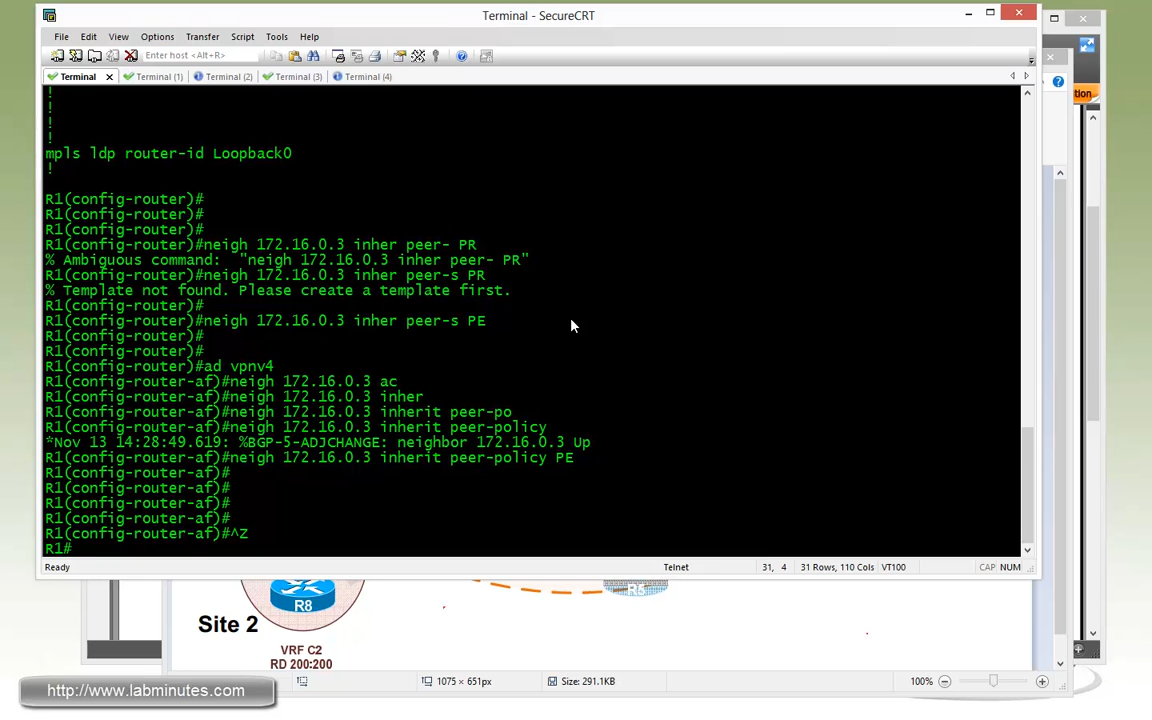 Terminal - SecureCRT
File Edit View Options Transfer Script Tools Help
Enter host <Alt+R>
Terminal Terminal (1) Terminal (2) Terminal (3) Terminal (4)
!
!
!
!
mpls ldp router-id Loopback0
!
R1(config-router)#
R1(config-router)#
R1(config-router)#
R1(config-router)#neigh 172.16.0.3 inher peer- PR
% Ambiguous command:  "neigh 172.16.0.3 inher peer- PR"
R1(config-router)#neigh 172.16.0.3 inher peer-s PR
% Template not found. Please create a template first.
R1(config-router)#
R1(config-router)#neigh 172.16.0.3 inher peer-s PE
R1(config-router)#
R1(config-router)#
R1(config-router)#ad vpnv4
R1(config-router-af)#neigh 172.16.0.3 ac
R1(config-router-af)#neigh 172.16.0.3 inher
R1(config-router-af)#neigh 172.16.0.3 inherit peer-po
R1(config-router-af)#neigh 172.16.0.3 inherit peer-policy
*Nov 13 14:28:49.619: %BGP-5-ADJCHANGE: neighbor 172.16.0.3 Up
R1(config-router-af)#neigh 172.16.0.3 inherit peer-policy PE
R1(config-router-af)#
R1(config-router-af)#
R1(config-router-af)#
R1(config-router-af)#
R1(config-router-af)#^Z
R1#
Ready Telnet 31, 4 31 Rows, 110 Cols VT100 CAP NUM
tion
R8
Site 2
VRF C2
RD 200:200
1075 × 651px Size: 291.1KB 100%
http://www.labminutes.com